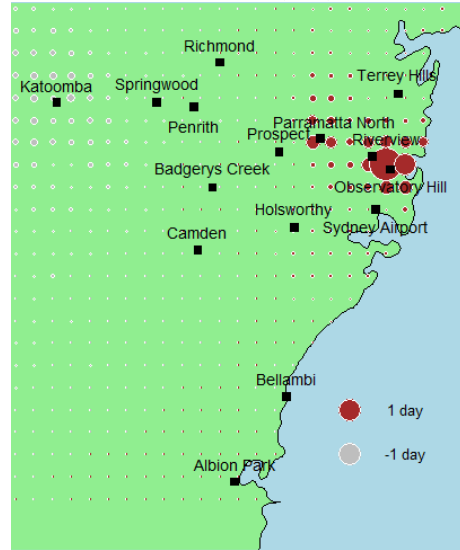 Richmond
Terrey Hills
Katoomba
Springwood
Penrith
Parramatta North
Prospect
Riverview
Badgerys Creek
Observatory Hill
Holsworthy
Sydney Airport
Camden
Bellambi
1 day
-1 day
Albion Park